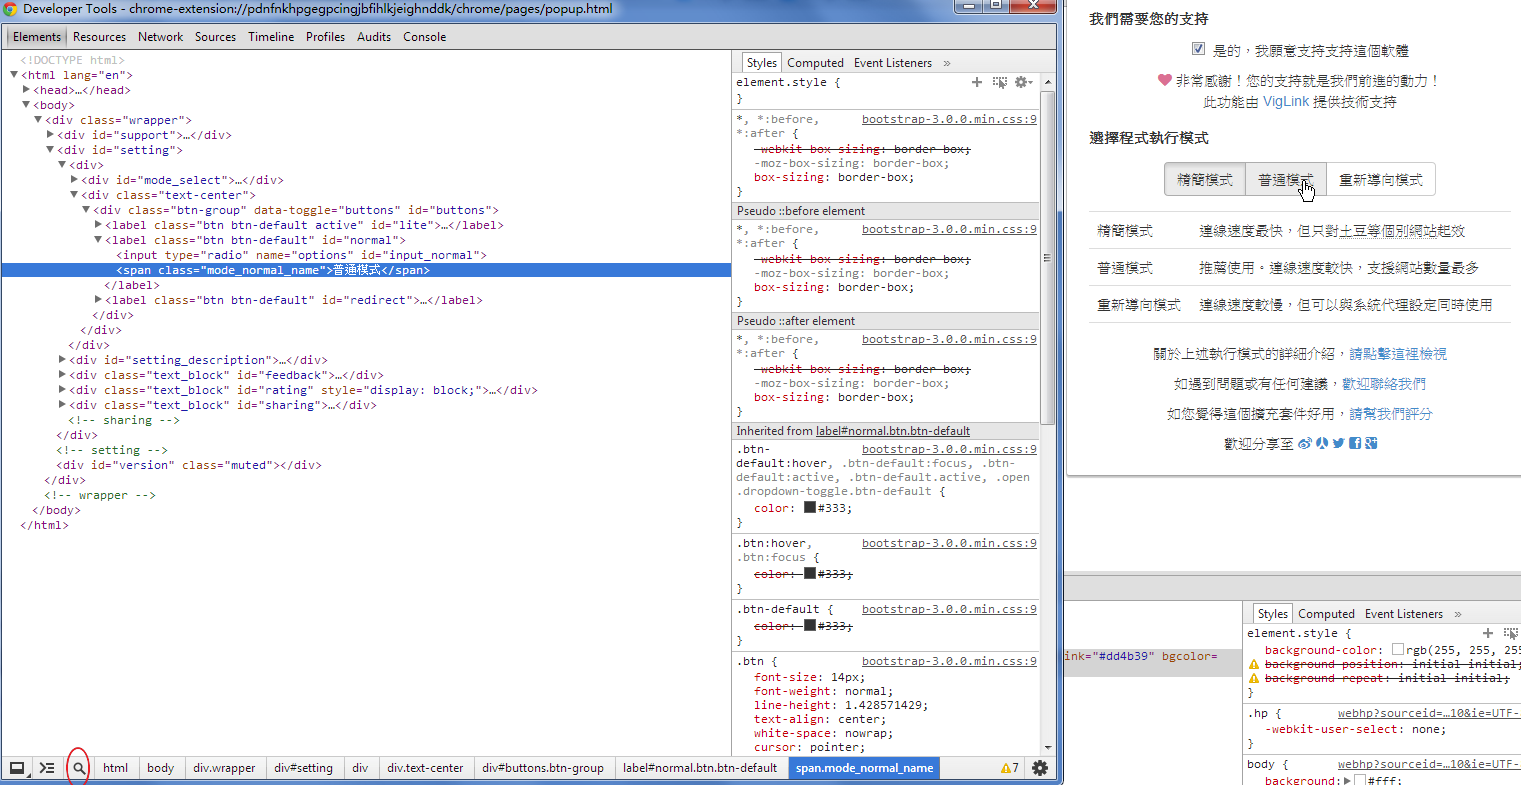 Developer Tools - chrome-extension://pdnfnkhpgegpcingjbfihlkjeighnddk/chrome/pages/popup.html
Elements Resources Network Sources Timeline Profiles Audits Console
<!DOCTYPE html>
▼<html lang="en">
▶<head>…</head>
▼<body>
▼<div class="wrapper">
▶<div id="support">…</div>
▼<div id="setting">
▼<div>
▶<div id="mode_select">…</div>
▼<div class="text-center">
▼<div class="btn-group" data-toggle="buttons" id="buttons">
▶<label class="btn btn-default active" id="lite">…</label>
▼<label class="btn btn-default" id="normal">
<input type="radio" name="options" id="input_normal">
<span class="mode_normal_name">普通模式</span>
</label>
▶<label class="btn btn-default" id="redirect">…</label>
</div>
</div>
</div>
▶<div id="setting_description">…</div>
▶<div class="text_block" id="feedback">…</div>
▶<div class="text_block" id="rating" style="display: block;">…</div>
▶<div class="text_block" id="sharing">…</div>
<!-- sharing -->
</div>
<!-- setting -->
<div id="version" class="muted"></div>
</div>
<!-- wrapper -->
</body>
</html>
Styles Computed Event Listeners »
element.style {
}
*, *:before, bootstrap-3.0.0.min.css:9
*:after {
-webkit-box-sizing: border-box;
-moz-box-sizing: border-box;
box-sizing: border-box;
}
Pseudo ::before element
*, *:before, bootstrap-3.0.0.min.css:9
*:after {
-webkit-box-sizing: border-box;
-moz-box-sizing: border-box;
box-sizing: border-box;
}
Pseudo ::after element
*, *:before, bootstrap-3.0.0.min.css:9
*:after {
-webkit-box-sizing: border-box;
-moz-box-sizing: border-box;
box-sizing: border-box;
}
Inherited from label#normal.btn.btn-default
.btn- bootstrap-3.0.0.min.css:9
default:hover, .btn-default:focus, .btn-
default:active, .btn-default.active, .open
.dropdown-toggle.btn-default {
color: #333;
}
.btn:hover, bootstrap-3.0.0.min.css:9
.btn:focus {
color: #333;
}
.btn-default { bootstrap-3.0.0.min.css:9
color: #333;
}
.btn { bootstrap-3.0.0.min.css:9
font-size: 14px;
font-weight: normal;
line-height: 1.428571429;
text-align: center;
white-space: nowrap;
cursor: pointer;
html body div.wrapper div#setting div div.text-center div#buttons.btn-group label#normal.btn.btn-default span.mode_normal_name 7
我們需要您的支持
是的，我願意支持支持這個軟體
非常感謝！您的支持就是我們前進的動力！
此功能由 VigLink 提供技術支持
選擇程式執行模式
精簡模式 普通模式 重新導向模式
精簡模式 連線速度最快，但只對土豆等個別網站起效
普通模式 推薦使用。連線速度較快，支援網站數量最多
重新導向模式 連線速度較慢，但可以與系統代理設定同時使用
關於上述執行模式的詳細介紹，請點擊這裡檢視
如遇到問題或有任何建議，歡迎聯絡我們
如您覺得這個擴充套件好用，請幫我們評分
歡迎分享至
ink="#dd4b39" bgcolor=
Styles Computed Event Listeners »
element.style {
background-color: rgb(255, 255, 255
background-position: initial initial;
background-repeat: initial initial;
}
.hp { webhp?sourceid=…10&ie=UTF-
-webkit-user-select: none;
}
body { webhp?sourceid=…10&ie=UTF-
background:▶ #fff;